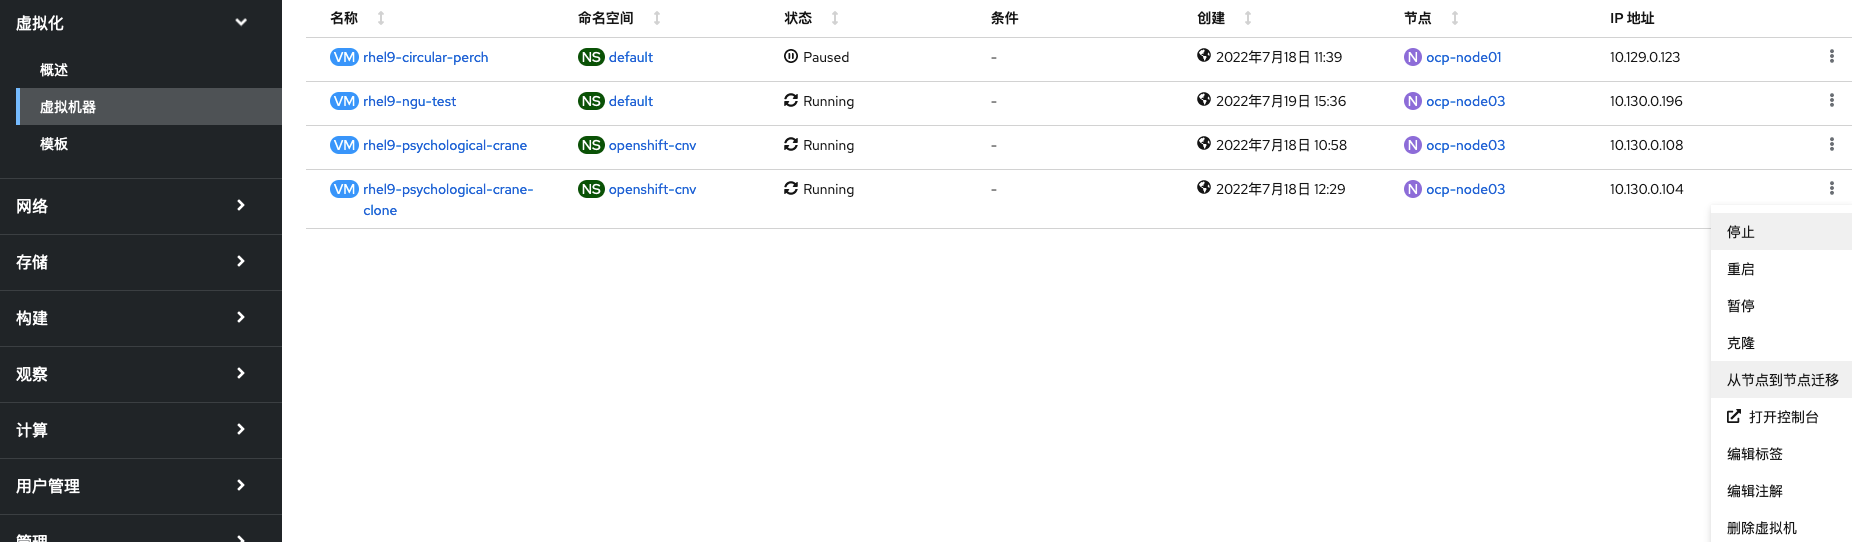 虚拟化
概述
虚拟机器
模板
网络
存储
构建
观察
计算
用户管理
管理
名称 命名空间 状态 条件 创建 节点 IP 地址
VM rhel9-circular-perch NS default Paused - 2022年7月18日 11:39 N ocp-node01 10.129.0.123
VM rhel9-ngu-test NS default Running - 2022年7月19日 15:36 N ocp-node03 10.130.0.196
VM rhel9-psychological-crane NS openshift-cnv Running - 2022年7月18日 10:58 N ocp-node03 10.130.0.108
VM rhel9-psychological-crane- NS openshift-cnv Running - 2022年7月18日 12:29 N ocp-node03 10.130.0.104
clone
停止
重启
暂停
克隆
从节点到节点迁移
打开控制台
编辑标签
编辑注解
删除虚拟机